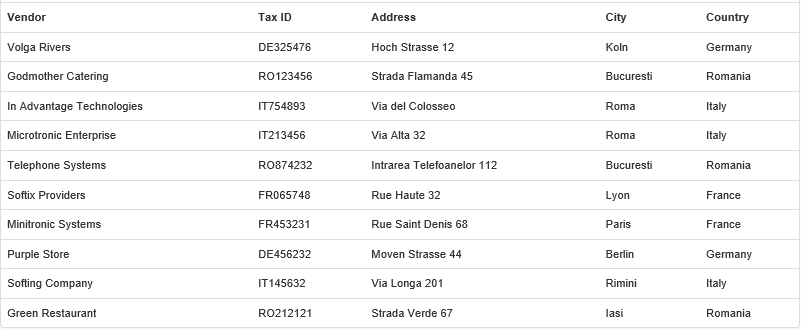 Vendor Tax ID Address City Country
Volga Rivers DE325476 Hoch Strasse 12 Koln Germany
Godmother Catering RO123456 Strada Flamanda 45 Bucuresti Romania
In Advantage Technologies IT754893 Via del Colosseo Roma Italy
Microtronic Enterprise IT213456 Via Alta 32 Roma Italy
Telephone Systems RO874232 Intrarea Telefoanelor 112 Bucuresti Romania
Softix Providers FR065748 Rue Haute 32 Lyon France
Minitronic Systems FR453231 Rue Saint Denis 68 Paris France
Purple Store DE456232 Moven Strasse 44 Berlin Germany
Softing Company IT145632 Via Longa 201 Rimini Italy
Green Restaurant RO212121 Strada Verde 67 Iasi Romania